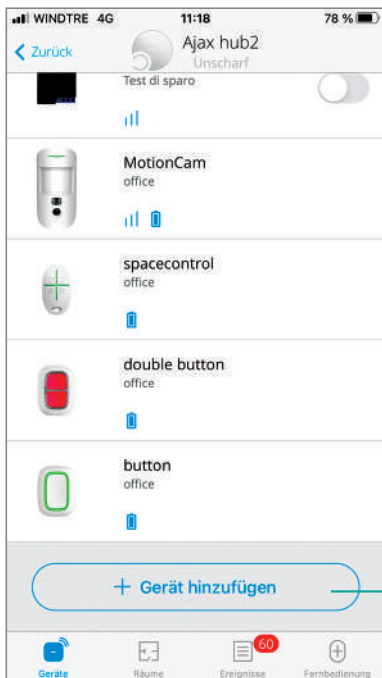 WINDTRE 4G 11:18 78 %
Zurück
Ajax hub2
Unscharf
Test di sparo
MotionCam
office
spacecontrol
office
double button
office
button
office
+ Gerät hinzufügen
60
Geräte Räume Ereignisse Fernbedienung